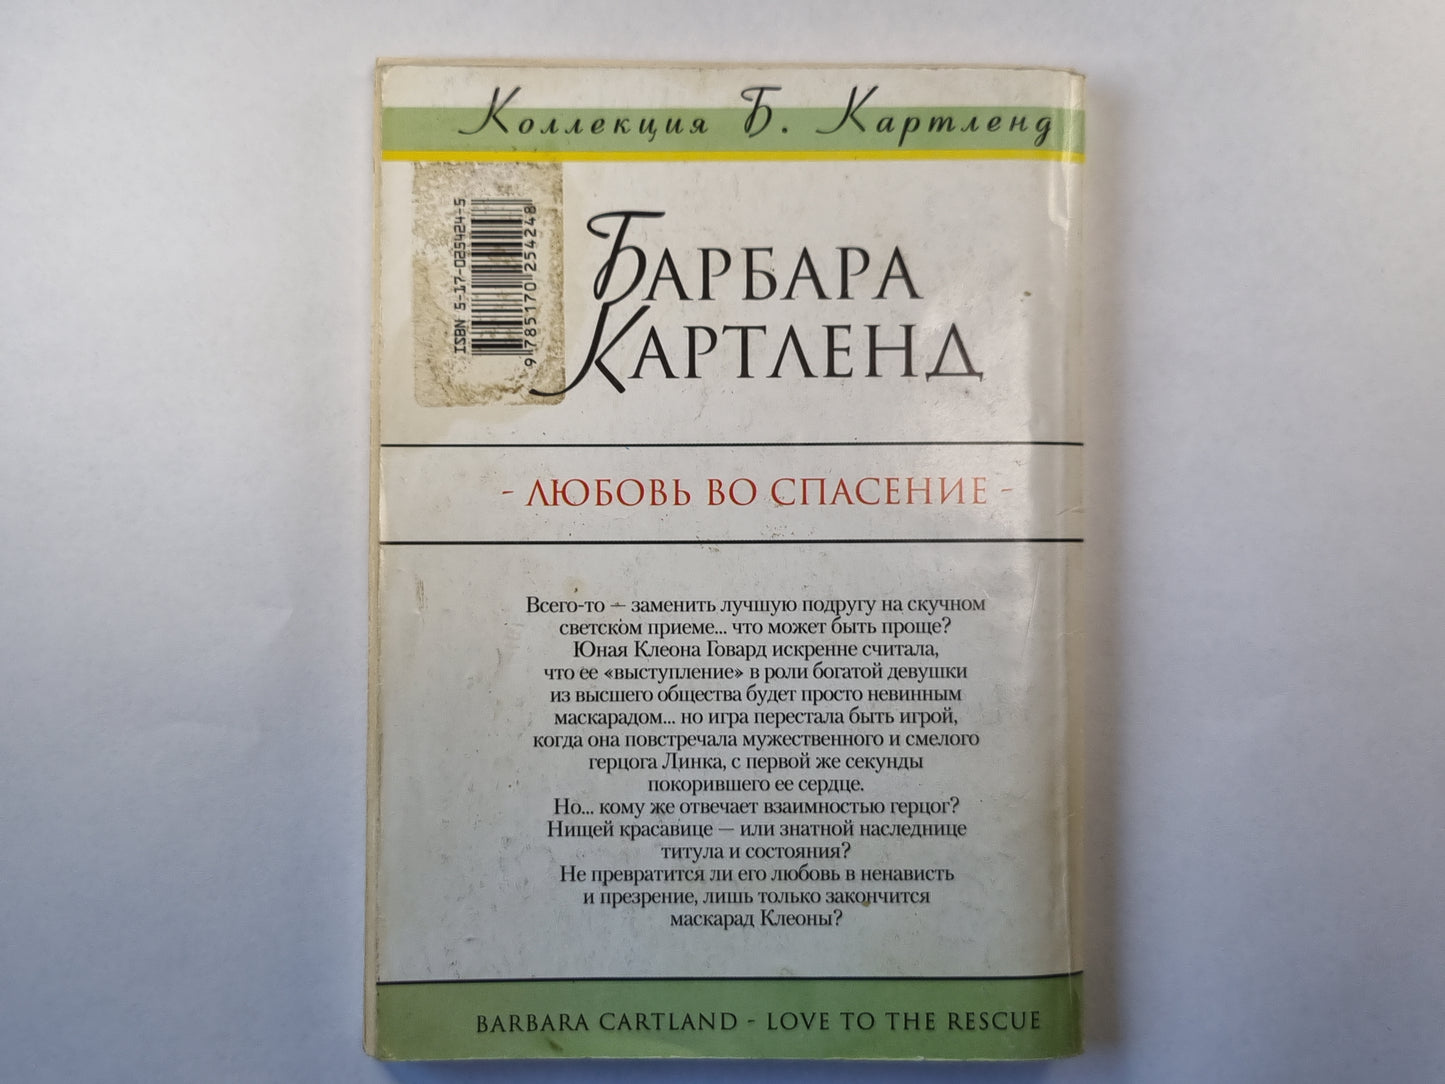 Коллекция Б. Картленд
ISBN 5-17-025424-5
9 785170 254248
БАРБАРА
КАРТЛЕНД
- ЛЮБОВЬ ВО СПАСЕНИЕ -
Всего-то — заменить лучшую подругу на скучном
светском приеме... что может быть проще?
Юная Клеона Говард искренне считала,
что ее «выступление» в роли богатой девушки
из высшего общества будет просто невинным
маскарадом... но игра перестала быть игрой,
когда она повстречала мужественного и смелого
герцога Линка, с первой же секунды
покорившего ее сердце.
Но... кому же отвечает взаимностью герцог?
Нищей красавице — или знатной наследнице
титула и состояния?
Не превратится ли его любовь в ненависть
и презрение, лишь только закончится
маскарад Клеоны?
BARBARA CARTLAND - LOVE TO THE RESCUE